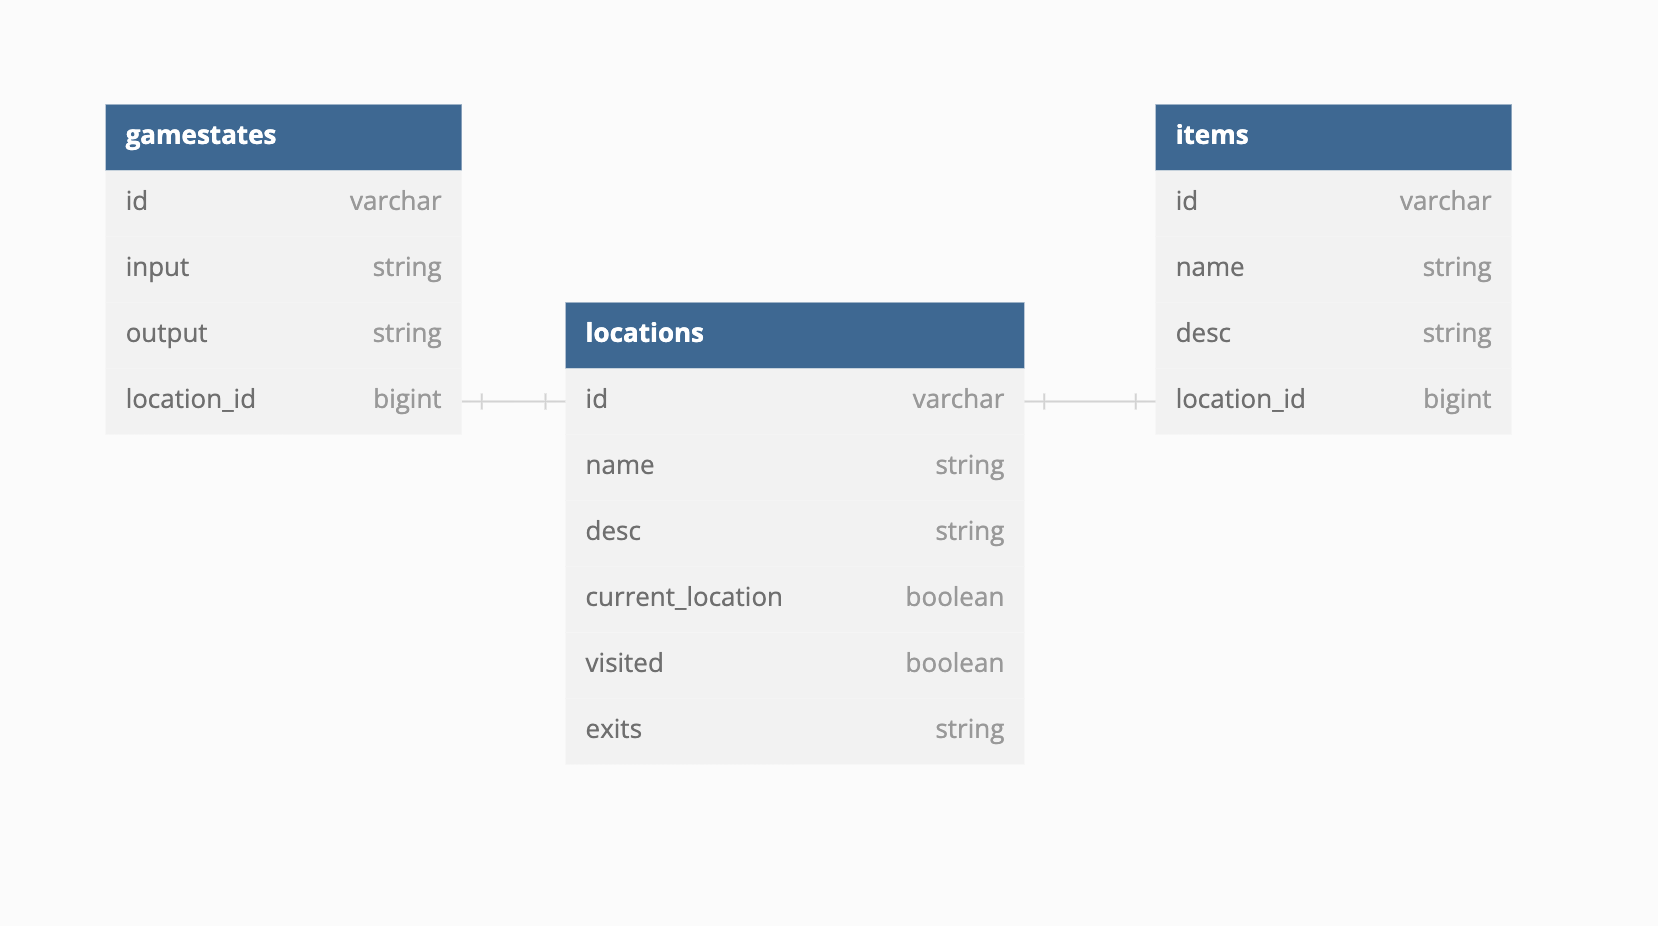 gamestates
id varchar
input string
output string
location_id bigint
locations
id varchar
name string
desc string
current_location boolean
visited boolean
exits string
items
id varchar
name string
desc string
location_id bigint